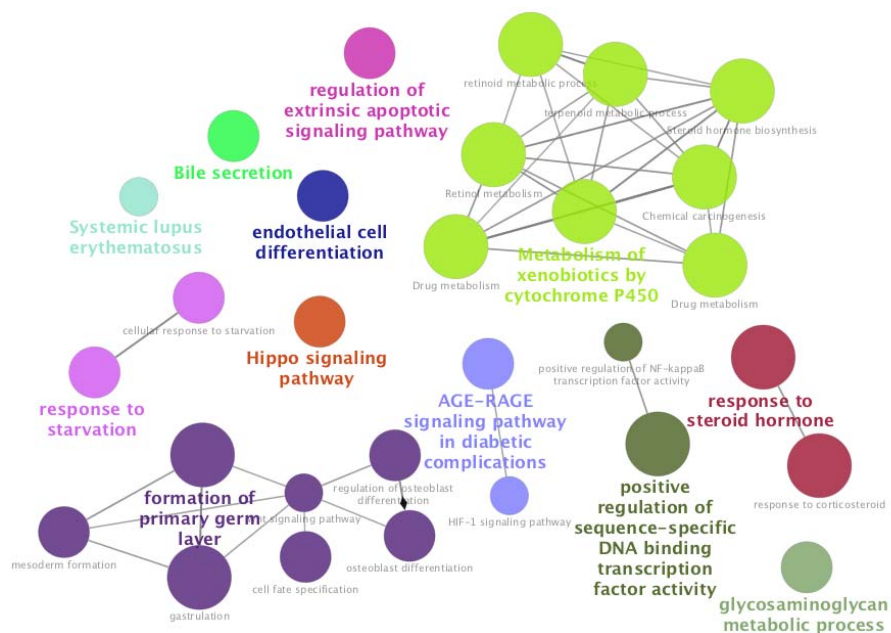 regulation of
extrinsic apoptotic
signaling pathway
Bile secretion
Systemic lupus
erythematosus
endothelial cell
differentiation
retinoid metabolic process
terpenoid metabolic process
Steroid hormone biosynthesis
Retinol metabolism
Chemical carcinogenesis
Metabolism of
xenobiotics by
cytochrome P450
Drug metabolism
Drug metabolism
cellular response to starvation
response to
starvation
Hippo signaling
pathway
AGE-RAGE
signaling pathway
in diabetic
complications
HIF-1 signaling pathway
positive regulation of NF-kappaB
transcription factor activity
positive
regulation of
sequence-specific
DNA binding
transcription
factor activity
response to
steroid hormone
response to corticosteroid
formation of
primary germ
layer
signaling pathway
regulation of osteoblast
differentiation
mesoderm formation
gastrulation
cell fate specification
osteoblast differentiation
glycosaminoglycan
metabolic process